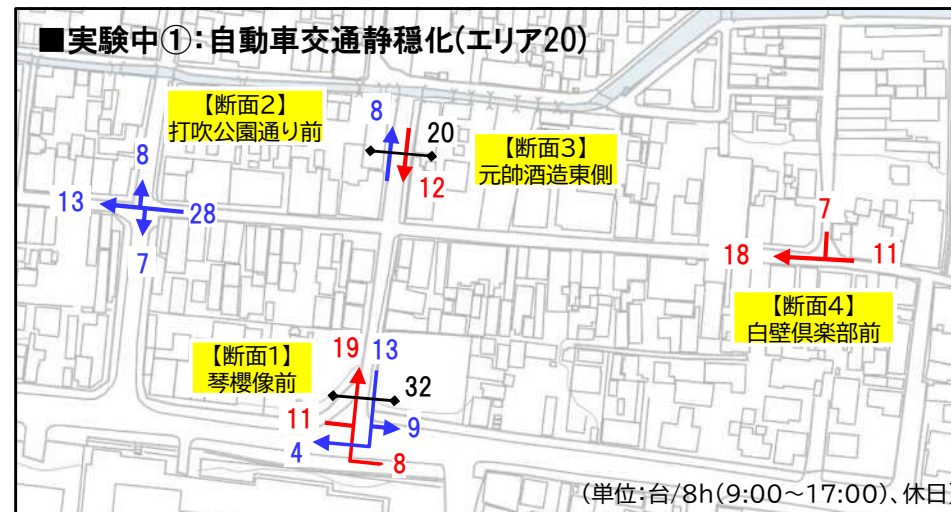 ■実験中①:自動車交通静穏化(エリア20)
【断面2】
打吹公園通り前
8
20
12
【断面3】
元帥酒造東側
8
13
28
7
7
18
11
【断面4】
白壁倶楽部前
【断面1】
琴櫻像前
19
13
32
11
9
4
8
(単位:台/8h(9:00~17:00)、休日)